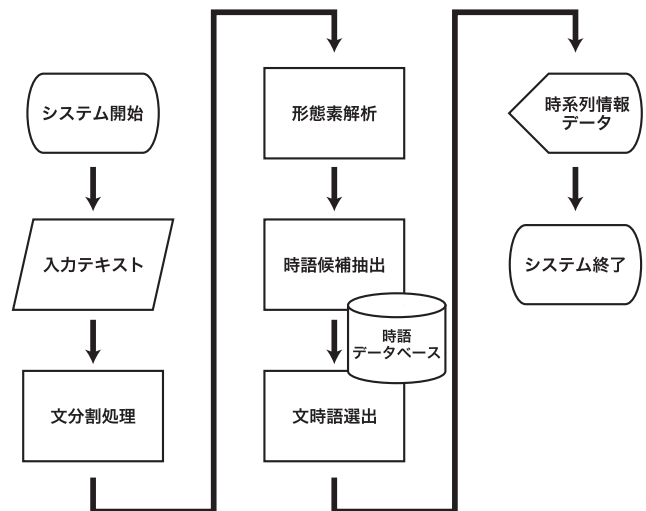 システム開始
入力テキスト
文分割処理
形態素解析
時語候補抽出
時語
データベース
文時語選出
時系列情報
データ
システム終了